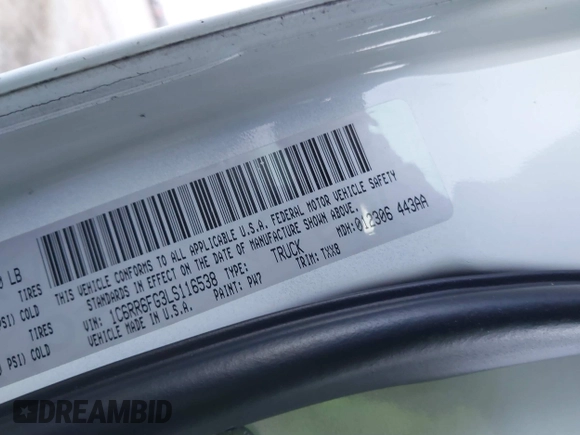 THIS VEHICLE CONFORMS TO ALL APPLICABLE U.S.A. FEDERAL MOTOR VEHICLE SAFETY
STANDARDS IN EFFECT ON THE DATE OF MANUFACTURE SHOWN ABOVE.
VIN: 1C6RR6FG3LS116538 TYPE: TRUCK MDH: 012306 443AA
PAINT: PW7 TRIM: TXX8
MADE IN U.S.A.
LB
TIRES
PSI) COLD
TIRES
PSI) COLD
DREAMBID